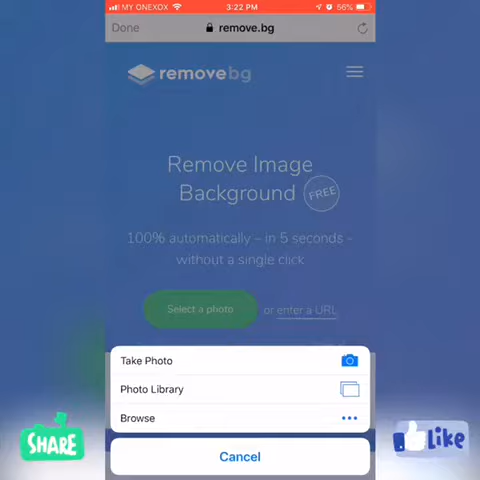 MY ONEXOX
3:22 PM
56%
Done
remove.bg
removebg
Remove Image
Background
FREE
100% automatically – in 5 seconds –
without a single click
Select a photo
or enter a URL
Take Photo
Photo Library
Browse
Cancel
SHARE
Like